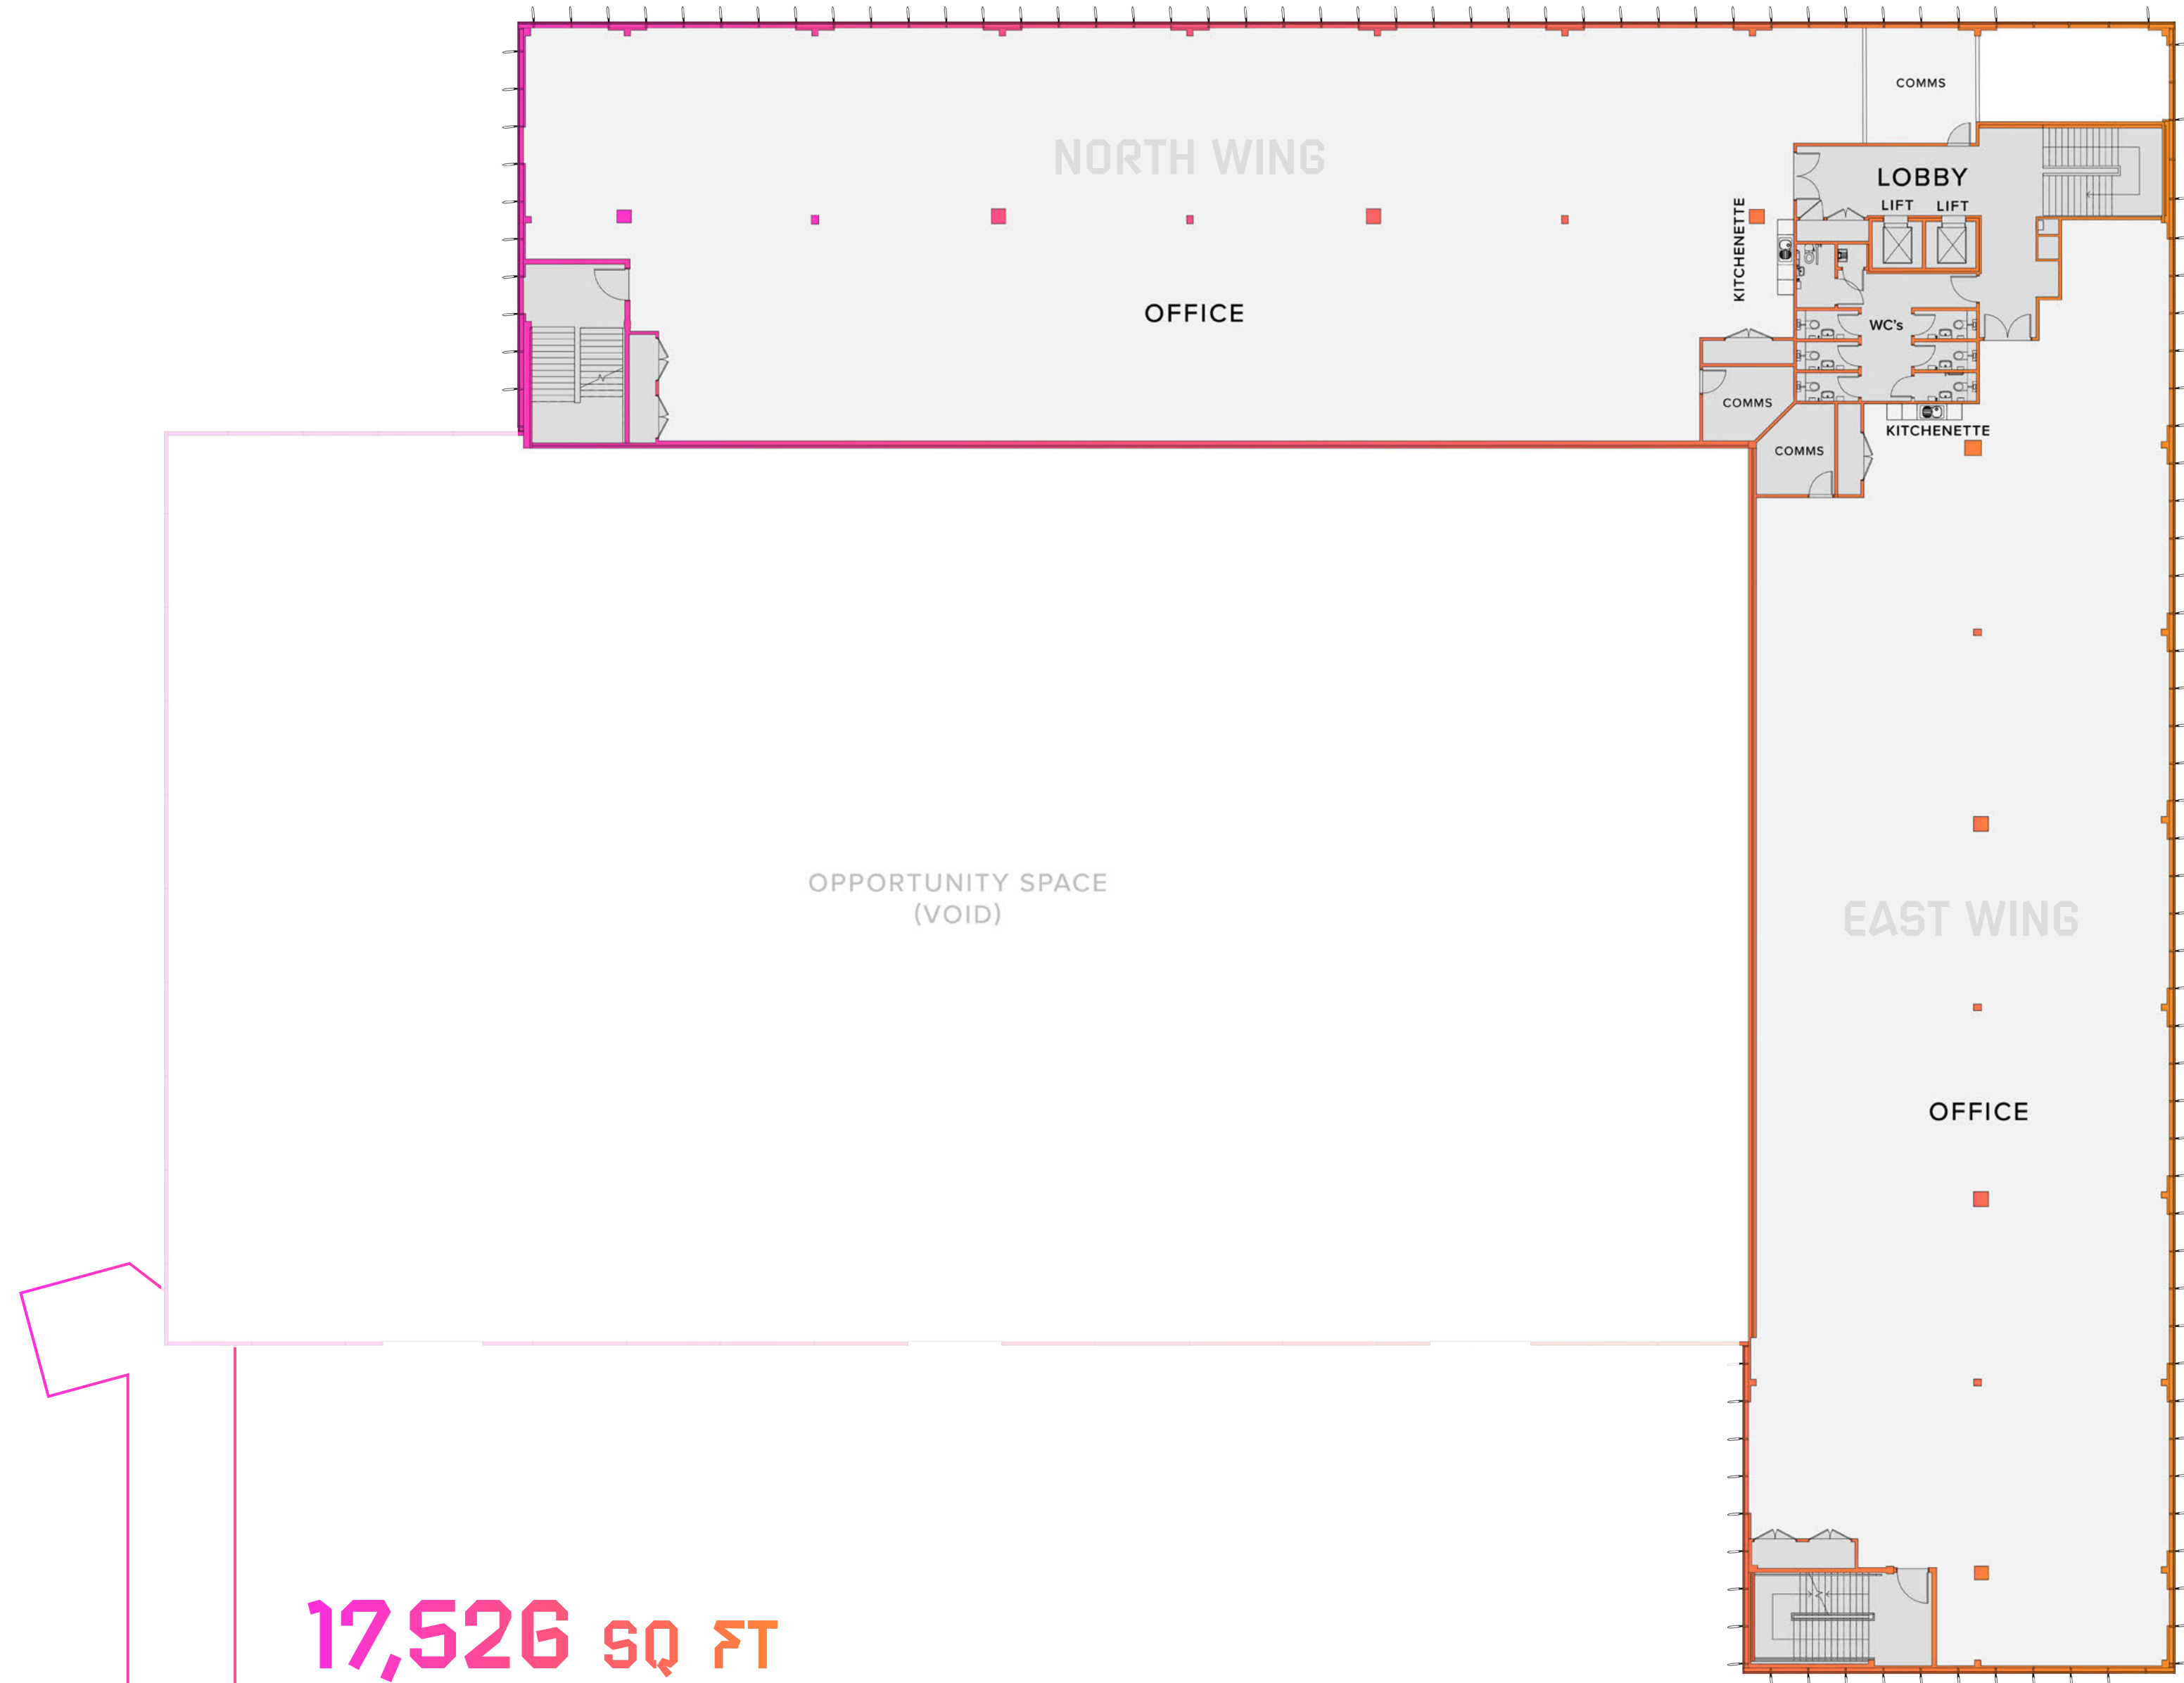 COMMS
NORTH WING
LOBBY
LIFT
LIFT
KITCHENETTE
OFFICE
WC's
COMMS
KITCHENETTE
COMMS
OPPORTUNITY SPACE
(VOID)
EAST WING
OFFICE
17,526 SQ FT